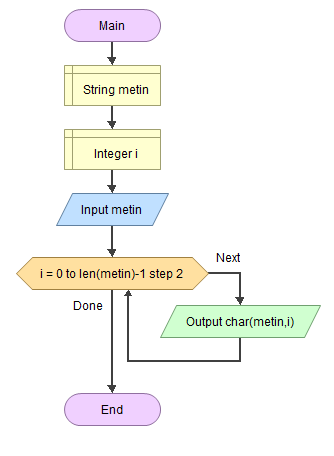 Main
String metin
Integer i
Input metin
i = 0 to len(metin)-1 step 2
Next
Done
Output char(metin,i)
End